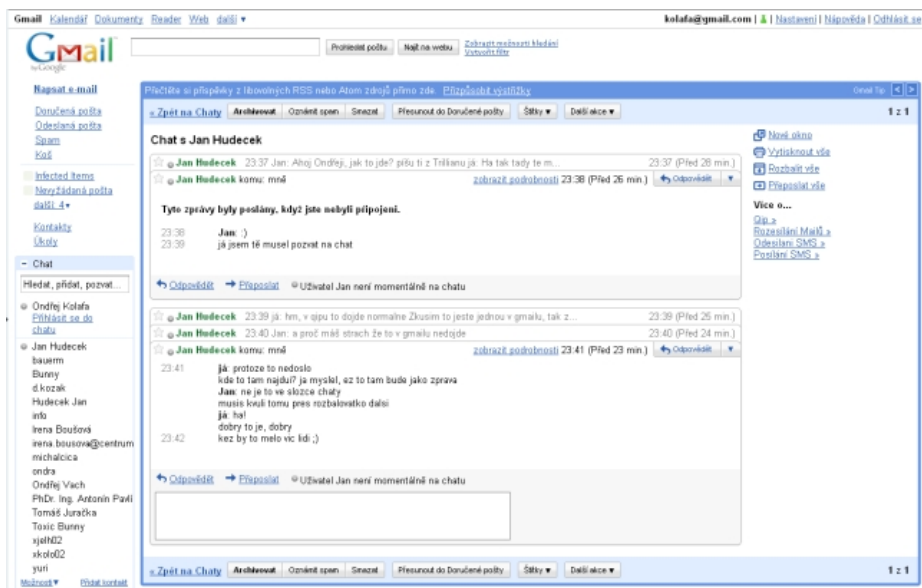 Gmail Kalendář Dokumenty Reader Web další ▼
kolafa@gmail.com | Nastavení | Nápověda | Odhlásit se
Gmail
by Google
Prohledat poštu Najít na webu Zobrazit možnosti hledání
Vytvořit filtr
Napsat e-mail
Doručená pošta
Odeslaná pošta
Spam
Koš
Infected Items
Nevyžádaná pošta
další: 4▼
Kontakty
Úkoly
− Chat
Hledat, přidat, pozvat...
Ondřej Kolafa
Přihlásit se do
chatu
Jan Hudecek
bauerm
Bunny
d.kozak
Hudecek Jan
info
Irena Boušová
irena.bousova@centrum
michalcica
ondra
Ondřej Vach
PhDr. Ing. Antonín Pavlí
Tomáš Juračka
Toxic Bunny
xjelh02
xkolo02
yuri
Možnosti ▼ Přidat kontakt
Přečtěte si příspěvky z libovolných RSS nebo Atom zdrojů přímo zde. Přizpůsobit výstřižky
Gmail Tip < >
« Zpět na Chaty Archivovat Oznámit spam Smazat Přesunout do Doručené pošty Štítky ▼ Další akce ▼ 1 z 1
Chat s Jan Hudecek
Jan Hudecek 23:37 Jan: Ahoj Ondřeji, jak to jde? píšu ti z Trillianu já: Ha tak tady te m... 23:37 (Před 28 min.)
Jan Hudecek komu: mně zobrazit podrobnosti 23:38 (Před 26 min.) Odpovědět ▼
Tyto zprávy byly poslány, když jste nebyli připojeni.
23:38 Jan: :)
23:39 já jsem tě musel pozvat na chat
Odpovědět Přeposlat Uživatel Jan není momentálně na chatu
Jan Hudecek 23:39 já: hm, v qipu to dojde normalne Zkusim to jeste jednou v gmailu, tak z... 23:39 (Před 25 min.)
Jan Hudecek 23:40 Jan: a proč máš strach že to v gmailu nedojde 23:40 (Před 24 min.)
Jan Hudecek komu: mně zobrazit podrobnosti 23:41 (Před 23 min.) Odpovědět ▼
23:41 já: protoze to nedoslo
kde to tam najdui? ja myslel, ez to tam bude jako zprava
Jan: ne je to ve slozce chaty
musis kvuli tomu pres rozbalovatko dalsi
já: ha!
dobry to je, dobry
23:42 kez by to melo vic lidi ;)
Odpovědět Přeposlat Uživatel Jan není momentálně na chatu
« Zpět na Chaty Archivovat Oznámit spam Smazat Přesunout do Doručené pošty Štítky ▼ Další akce ▼ 1 z 1
Nové okno
Vytisknout vše
Rozbalit vše
Přeposlat vše
Více o...
Qip »
Rozesílání Mailů »
Odesilani SMS »
Posílání SMS »